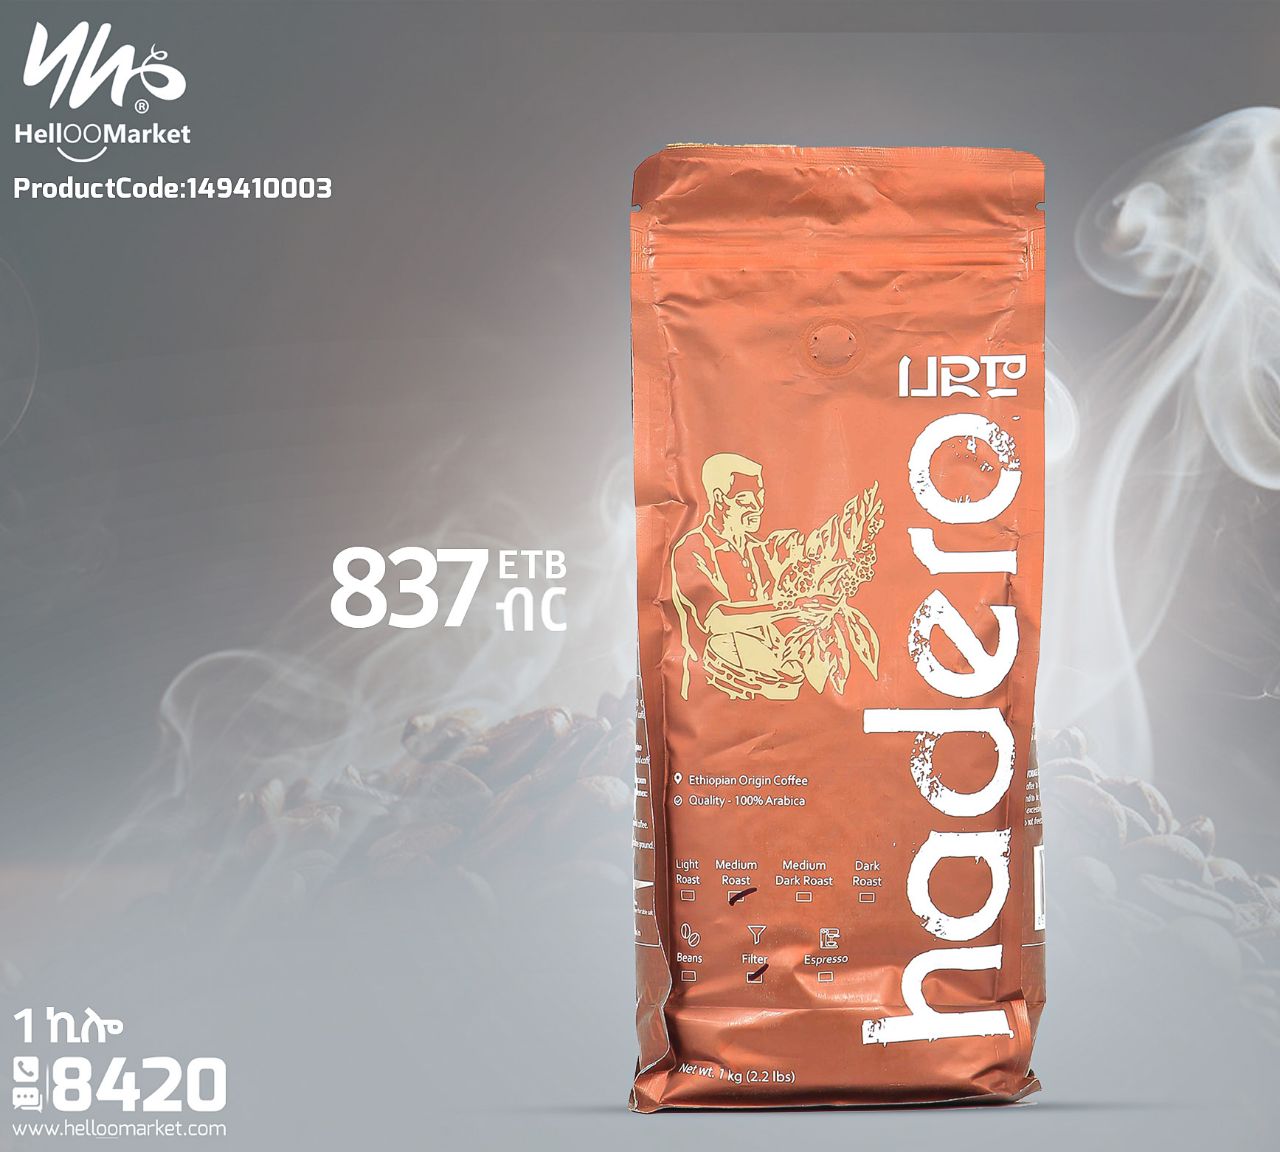 HellOOMarket
ProductCode:149410003
837 ETB
ብር
hadero
Ethiopian Origin Coffee
Quality - 100% Arabica
Light Roast
Medium Roast
Medium Dark Roast
Dark Roast
Beans
Filter
Espresso
Net wt. 1 kg (2.2 lbs)
1 ኪሎ
8420
www.helloomarket.com